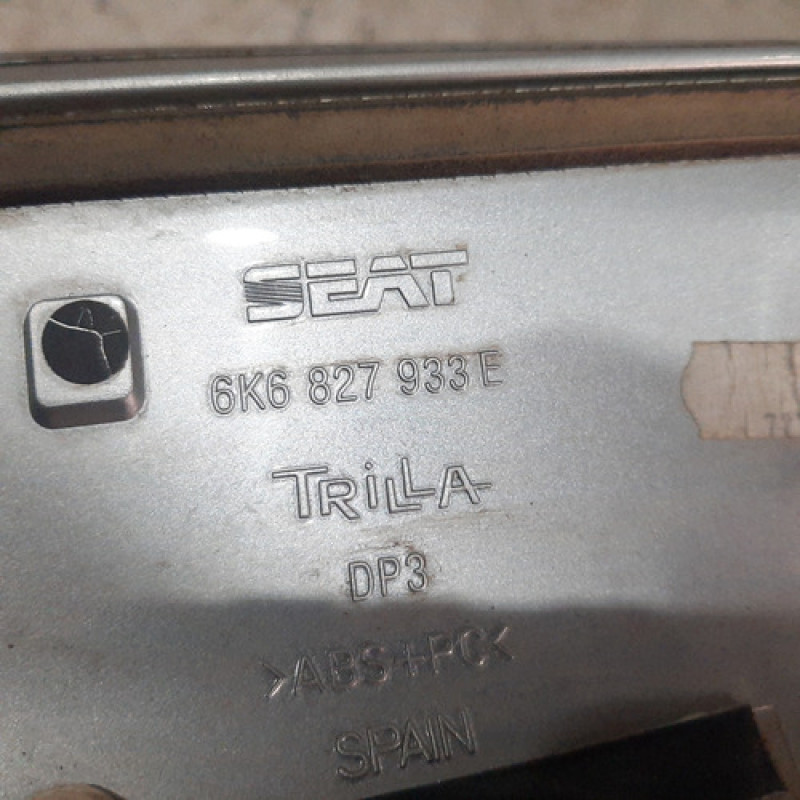 SEAT
6K6 827 933 E
TRiLLA
DP3
>ABS+PC<
SPAIN